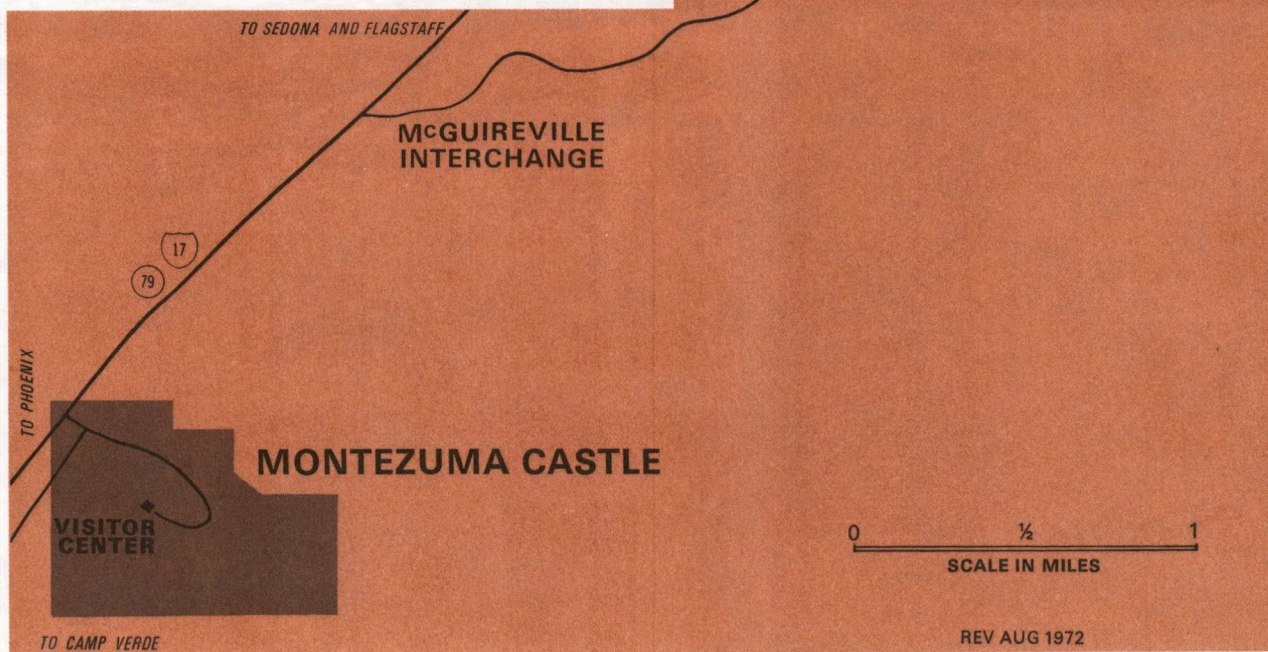 TO SEDONA AND FLAGSTAFF
McGUIREVILLE
INTERCHANGE
17
79
TO PHOENIX
MONTEZUMA CASTLE
VISITOR
CENTER
0 ½ 1
SCALE IN MILES
TO CAMP VERDE
REV AUG 1972